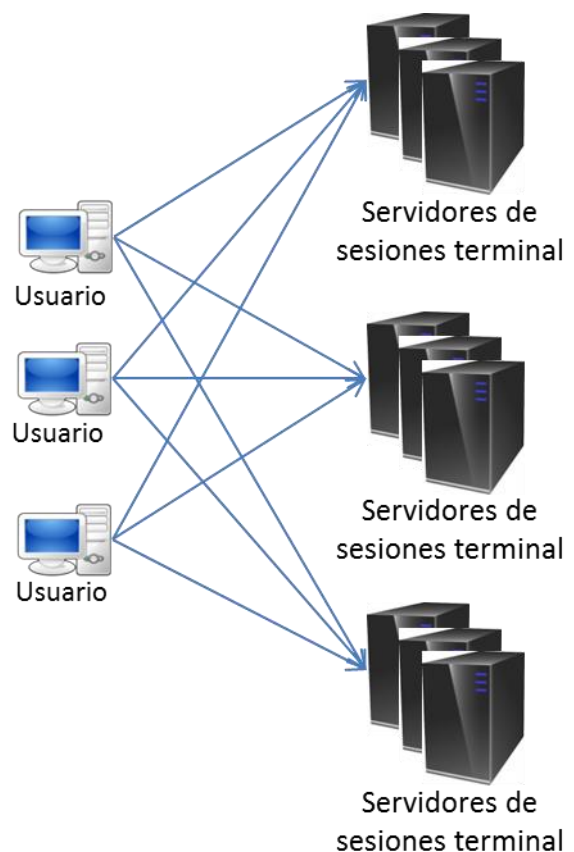 Servidores de
sesiones terminal
Usuario
Servidores de
sesiones terminal
Usuario
Usuario
Servidores de
sesiones terminal